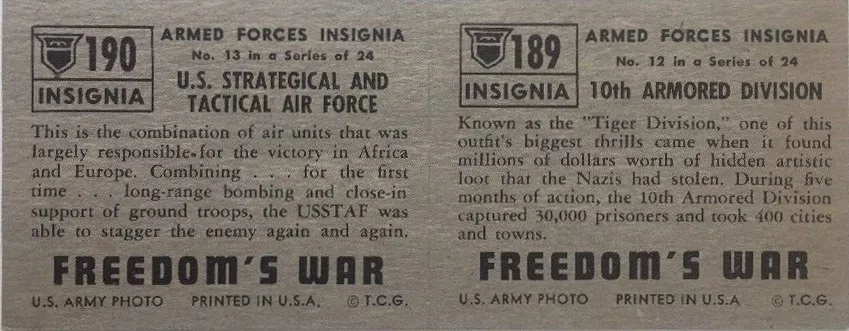 190
INSIGNIA
ARMED FORCES INSIGNIA
No. 13 in a Series of 24
U.S. STRATEGICAL AND
TACTICAL AIR FORCE
This is the combination of air units that was
largely responsible for the victory in Africa
and Europe. Combining . . . for the first
time . . . long-range bombing and close-in
support of ground troops, the USSTAF was
able to stagger the enemy again and again.
FREEDOM'S WAR
U.S. ARMY PHOTO PRINTED IN U.S.A. © T.C.G.
189
INSIGNIA
ARMED FORCES INSIGNIA
No. 12 in a Series of 24
10th ARMORED DIVISION
Known as the "Tiger Division," one of this
outfit's biggest thrills came when it found
millions of dollars worth of hidden artistic
loot that the Nazis had stolen. During five
months of action, the 10th Armored Division
captured 30,000 prisoners and took 400 cities
and towns.
FREEDOM'S WAR
U.S. ARMY PHOTO PRINTED IN U.S.A © T.C.G.